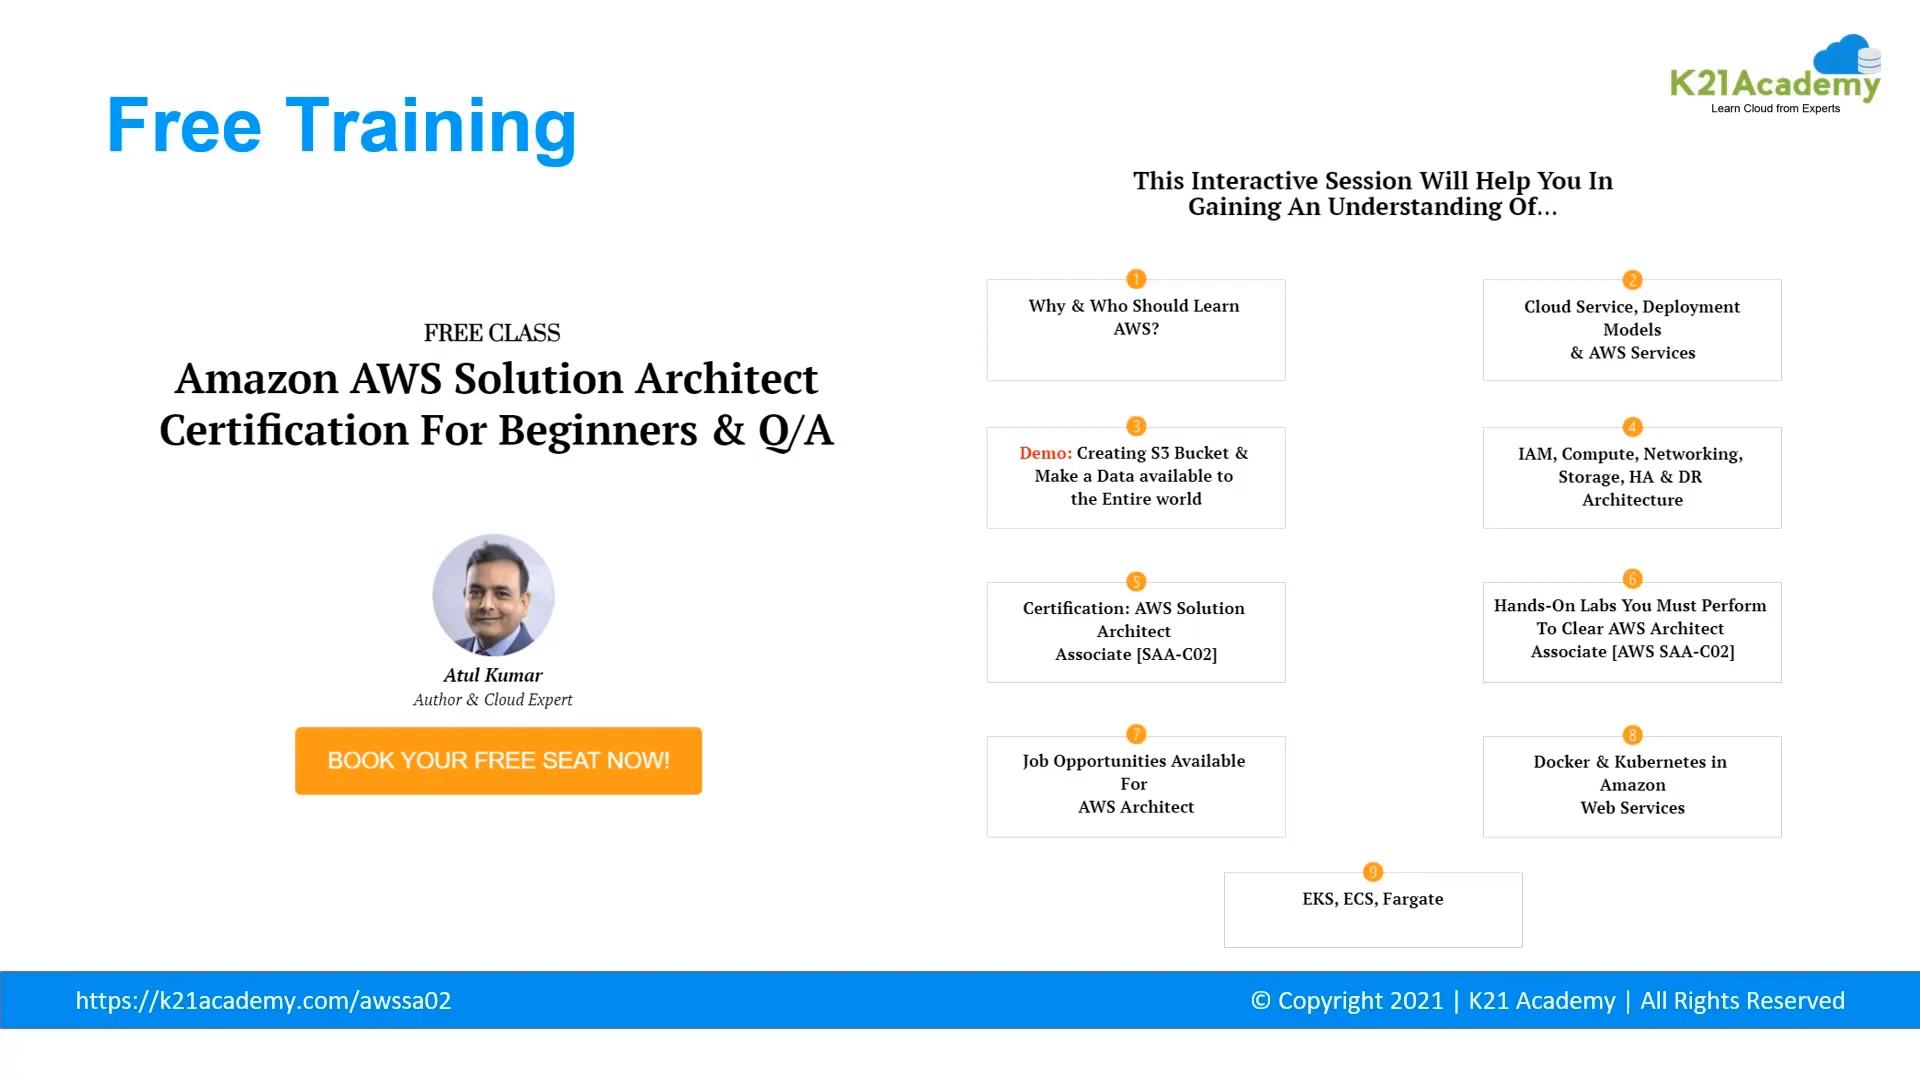 K21Academy
Learn Cloud from Experts
Free Training
This Interactive Session Will Help You In
Gaining An Understanding Of...
FREE CLASS
Amazon AWS Solution Architect
Certification For Beginners & Q/A
Atul Kumar
Author & Cloud Expert
BOOK YOUR FREE SEAT NOW!
1
Why & Who Should Learn
AWS?
2
Cloud Service, Deployment
Models
& AWS Services
3
Demo: Creating S3 Bucket &
Make a Data available to
the Entire world
4
IAM, Compute, Networking,
Storage, HA & DR
Architecture
5
Certification: AWS Solution
Architect
Associate [SAA-C02]
6
Hands-On Labs You Must Perform
To Clear AWS Architect
Associate [AWS SAA-C02]
7
Job Opportunities Available
For
AWS Architect
8
Docker & Kubernetes in
Amazon
Web Services
9
EKS, ECS, Fargate
https://k21academy.com/awssa02
© Copyright 2021 | K21 Academy | All Rights Reserved